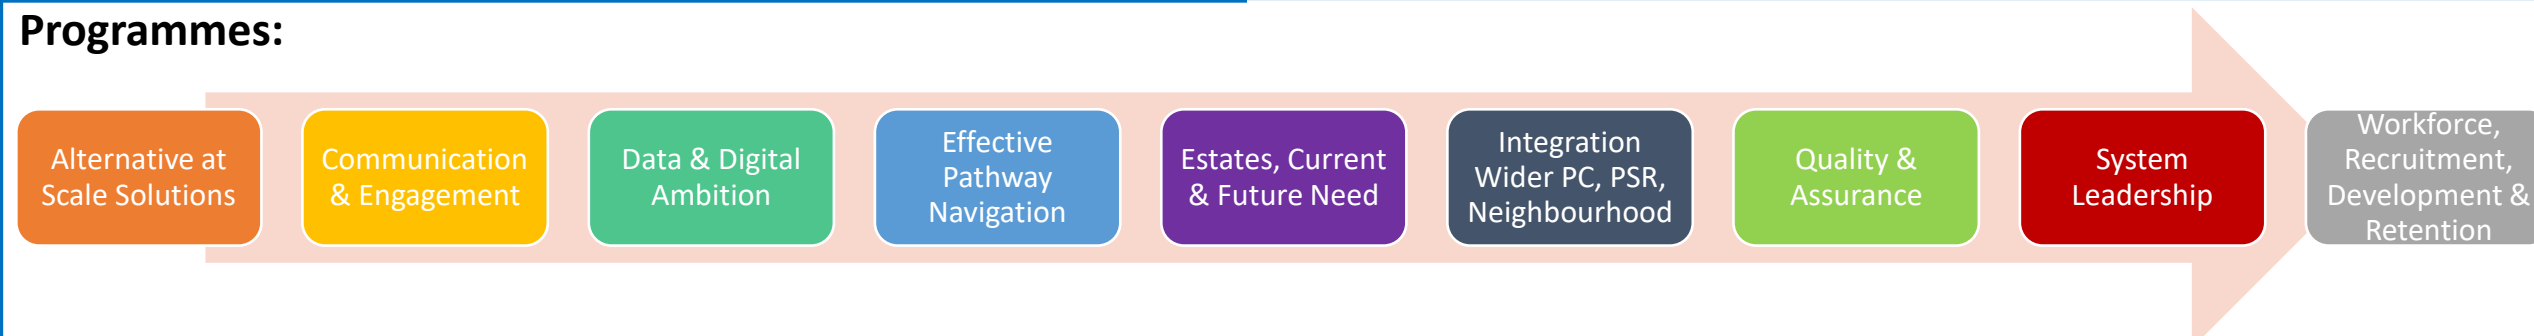 Programmes:
Alternative at
Scale Solutions
Communication
& Engagement
Data & Digital
Ambition
Effective
Pathway
Navigation
Estates, Current
& Future Need
Integration
Wider PC, PSR,
Neighbourhood
Quality &
Assurance
System
Leadership
Workforce,
Recruitment,
Development &
Retention